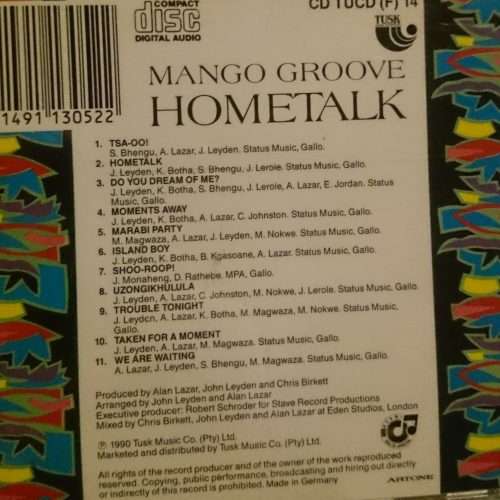 COMPACT
disc
DIGITAL AUDIO
CD TUCD (F) 14
TUSK
1491 130522
MANGO GROOVE
HOMETALK
1. TSA-OO!
S. Bhengu, A. Lazar, J. Leyden. Status Music, Gallo.
2. HOMETALK
J. Leyden, K. Botha, S. Bhengu, J. Lerole. Status Music, Gallo.
3. DO YOU DREAM OF ME?
J. Leyden, K. Botha, S. Bhengu, J. Lerole, A. Lazar, E. Jordan. Status
Music, Gallo.
4. MOMENTS AWAY
J. Leyden, K. Botha, A. Lazar, C. Johnston. Status Music, Gallo.
5. MARABI PARTY
M. Magwaza, A. Lazar, J. Leyden, M. Nokwe. Status Music, Gallo.
6. ISLAND BOY
J. Leyden, K. Botha, B. Kgasoane, A. Lazar. Status Music, Gallo.
7. SHOO-ROOP!
J. Monaheng, D. Rathebe. MPA, Gallo.
8. UZONGIKHULULA
J. Leyden, A. Lazar, C. Johnston, M. Nokwe, J. Lerole. Status Music, Gallo.
9. TROUBLE TONIGHT
J. Leyden, A. Lazar, K. Botha, M. Magwaza, M. Nokwe. Status Music,
Gallo.
10. TAKEN FOR A MOMENT
J. Leyden, A. Lazar, M. Magwaza. Status Music, Gallo.
11. WE ARE WAITING
A. Lazar, J. Leyden, S. Bhengu, M. Magwaza. Status Music, Gallo.
Produced by Alan Lazar, John Leyden and Chris Birkett
Arranged by John Leyden and Alan Lazar
Executive producer: Robert Schroder for Stave Record Productions
Mixed by Chris Birkett, John Leyden and Alan Lazar at Eden Studios, London
℗ 1990 Tusk Music Co. (Pty) Ltd.
Marketed and distributed by Tusk Music Co. (Pty) Ltd.
All rights of the record producer and of the owner of the work reproduced
reserved. Copying, public performance, broadcasting and hiring out directly
or indirectly of this record is prohibited. Made in Germany
ARTONE